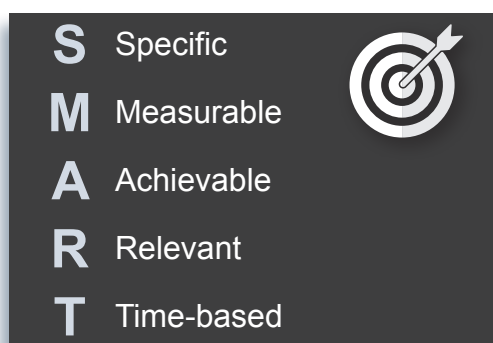 S Specific
M Measurable
A Achievable
R Relevant
T Time-based